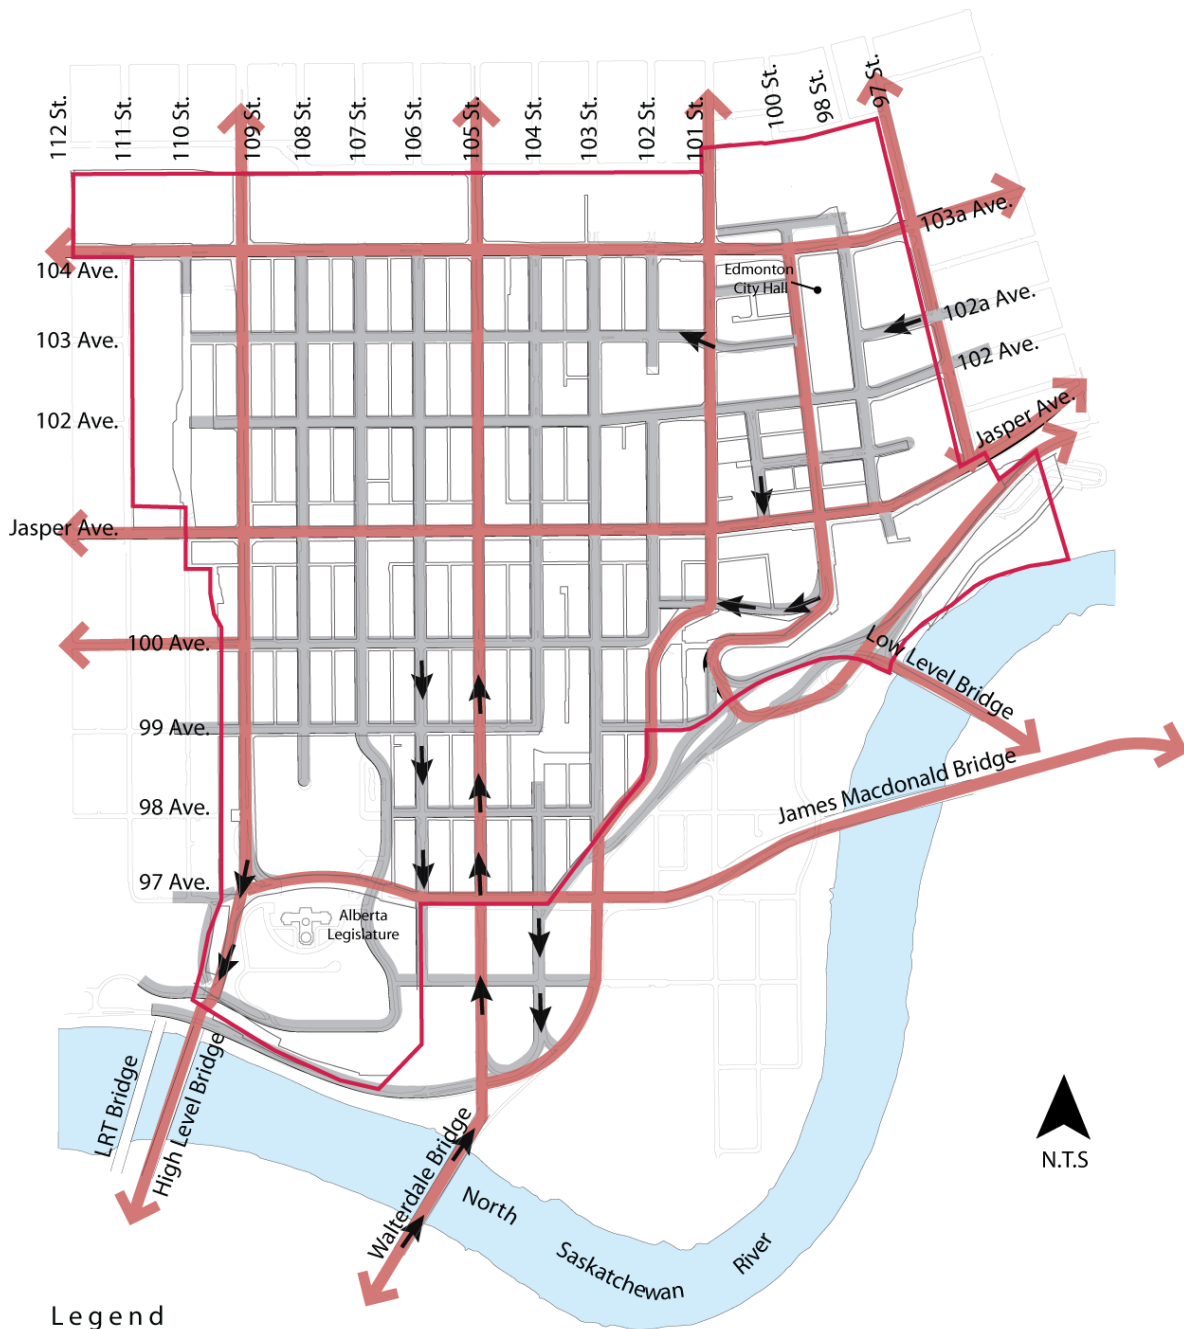 112 St.
111 St.
110 St.
109 St.
108 St.
107 St.
106 St.
105 St.
104 St.
103 St.
102 St.
101 St.
100 St.
98 St.
97 St.
103a Ave.
104 Ave.
Edmonton
City Hall
102a Ave.
103 Ave.
102 Ave.
102 Ave.
Jasper Ave.
Jasper Ave.
100 Ave.
Low Level Bridge
99 Ave.
James Macdonald Bridge
98 Ave.
97 Ave.
Alberta
Legislature
LRT Bridge
High Level Bridge
Walterdale Bridge
North
Saskatchewan
River
N.T.S
Legend